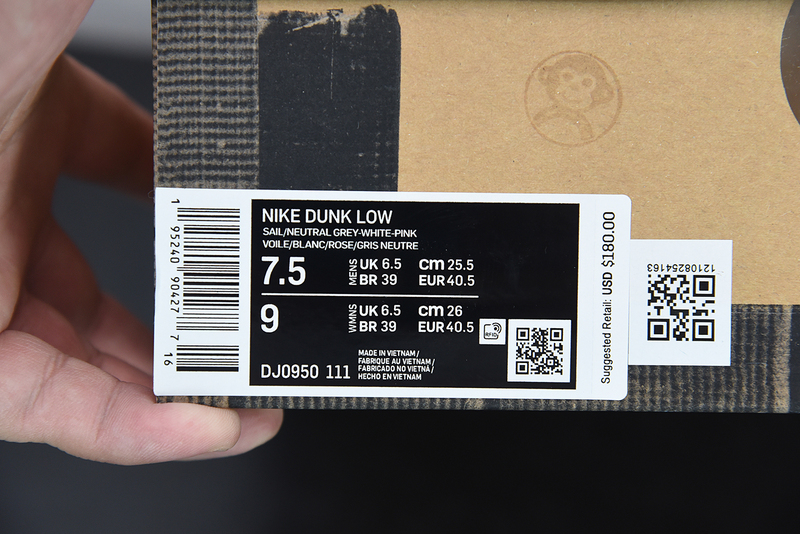 NIKE DUNK LOW
SAIL/NEUTRAL GREY-WHITE-PINK
VOILE/BLANC/ROSE/GRIS NEUTRE
7.5 MENS UK 6.5 cm 25.5
BR 39 EUR 40.5
9 WMNS UK 6.5 cm 26
BR 39 EUR 40.5
RFID
DJ0950 111
MADE IN VIETNAM /
FABRIQUE AU VIETNAM /
FABRICADO NO VIETNÃ /
HECHO EN VIETNAM
1 95240 90427 7 16
Suggested Retail: USD $180.00
12108254163